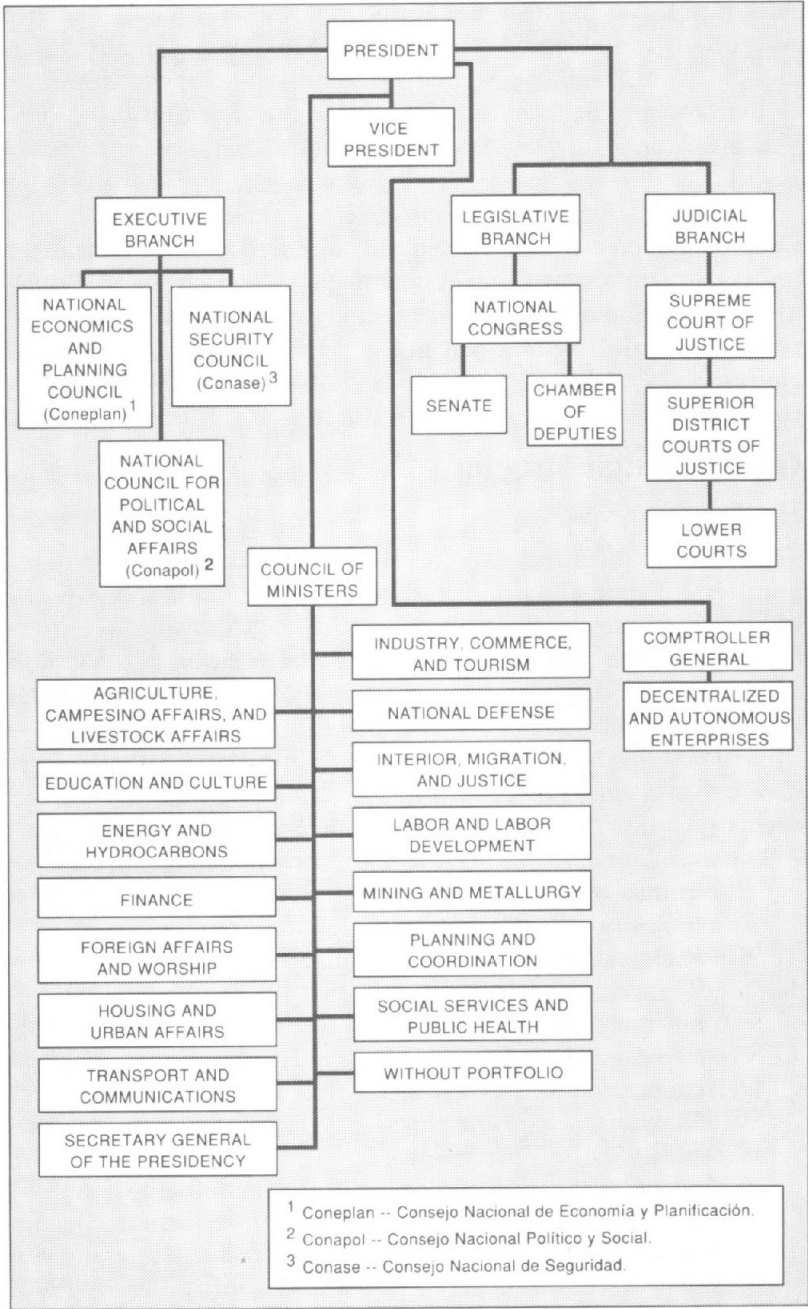 PRESIDENT
VICE
PRESIDENT
EXECUTIVE
BRANCH
LEGISLATIVE
BRANCH
JUDICIAL
BRANCH
NATIONAL
ECONOMICS
AND
PLANNING
COUNCIL
(Coneplan) 1
NATIONAL
SECURITY
COUNCIL
(Conase) 3
NATIONAL
COUNCIL FOR
POLITICAL
AND SOCIAL
AFFAIRS
(Conapol) 2
NATIONAL
CONGRESS
SENATE
CHAMBER
OF
DEPUTIES
SUPREME
COURT OF
JUSTICE
SUPERIOR
DISTRICT
COURTS OF
JUSTICE
LOWER
COURTS
COUNCIL OF
MINISTERS
AGRICULTURE,
CAMPESINO AFFAIRS, AND
LIVESTOCK AFFAIRS
EDUCATION AND CULTURE
ENERGY AND
HYDROCARBONS
FINANCE
FOREIGN AFFAIRS
AND WORSHIP
HOUSING AND
URBAN AFFAIRS
TRANSPORT AND
COMMUNICATIONS
SECRETARY GENERAL
OF THE PRESIDENCY
INDUSTRY, COMMERCE,
AND TOURISM
NATIONAL DEFENSE
INTERIOR, MIGRATION,
AND JUSTICE
LABOR AND LABOR
DEVELOPMENT
MINING AND METALLURGY
PLANNING AND
COORDINATION
SOCIAL SERVICES AND
PUBLIC HEALTH
WITHOUT PORTFOLIO
COMPTROLLER
GENERAL
DECENTRALIZED
AND AUTONOMOUS
ENTERPRISES
1 Coneplan -- Consejo Nacional de Economía y Planificación.
2 Conapol -- Consejo Nacional Político y Social.
3 Conase -- Consejo Nacional de Seguridad.